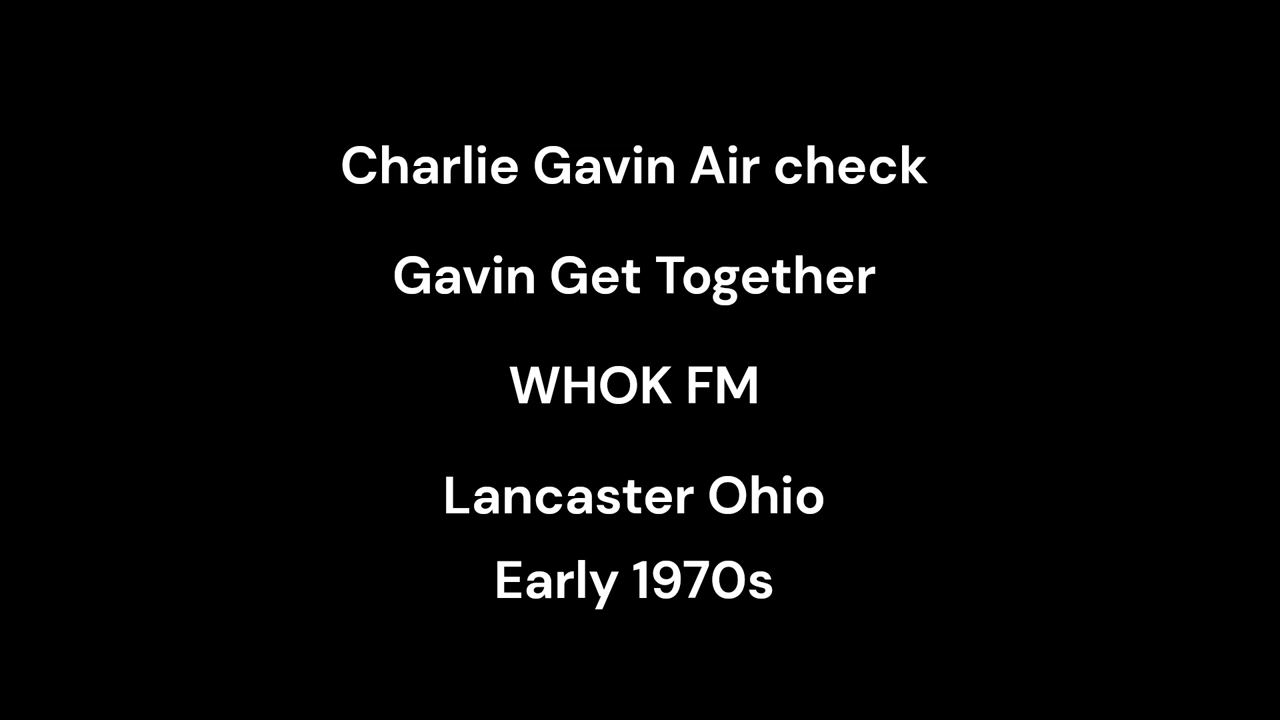 Charlie Gavin Air check
Gavin Get Together
WHOK FM
Lancaster Ohio
Early 1970s